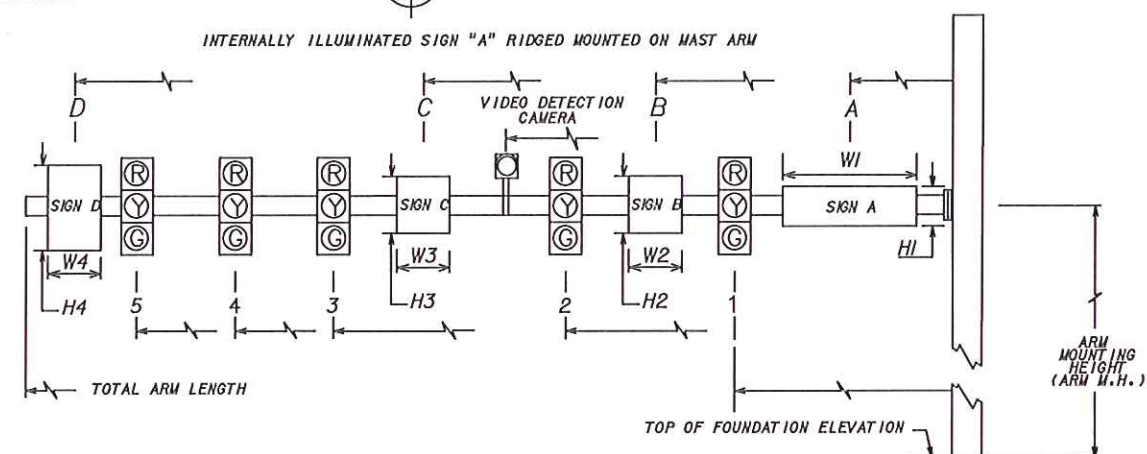 INTERNALLY ILLUMINATED SIGN "A" RIDGED MOUNTED ON MAST ARM
D
C
VIDEO DETECTION
CAMERA
B
A
W1
R R R R R
SIGN D Y Y Y SIGN C Y SIGN B Y SIGN A
G G G G G
W4 W3 W2 H1
H4 5 4 3 H3 2 H2 1
ARM
MOUNTING
HEIGHT
(ARM M.H.)
TOTAL ARM LENGTH
TOP OF FOUNDATION ELEVATION